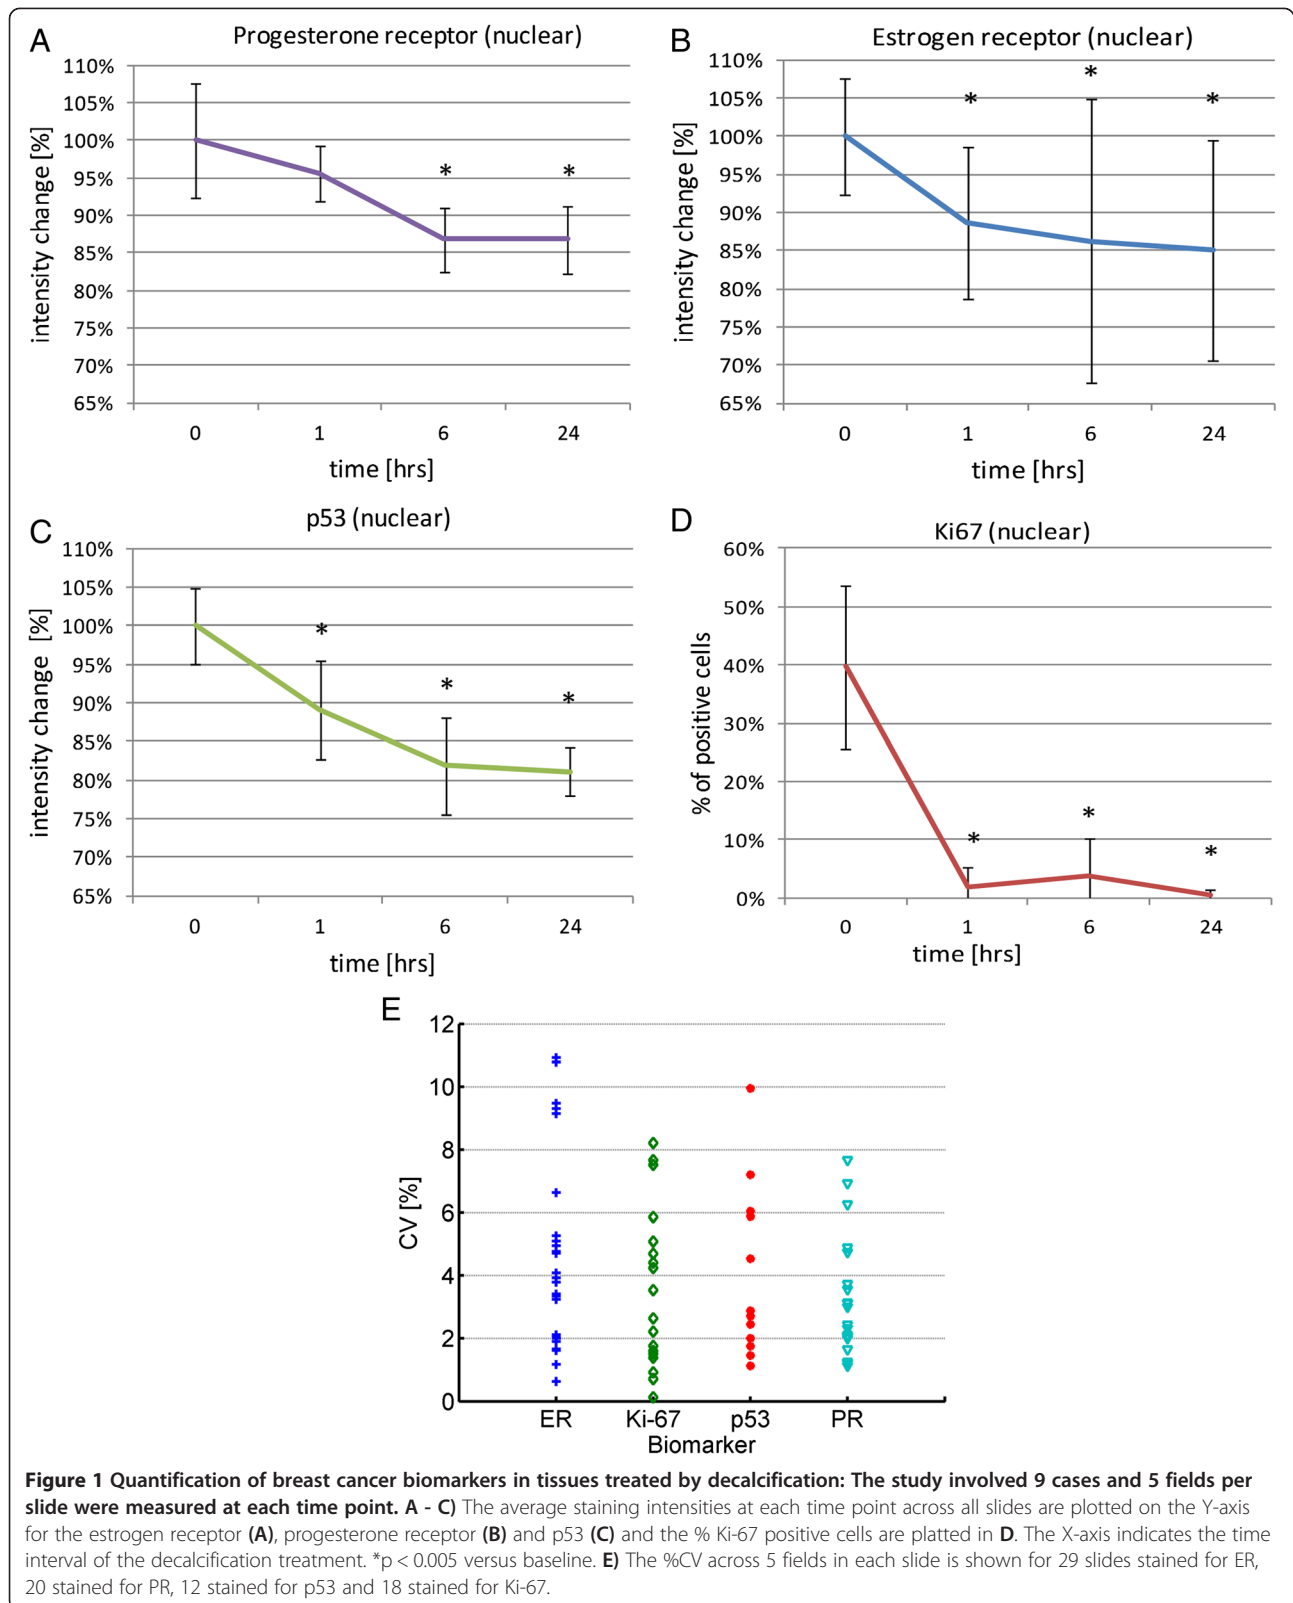 A
Progesterone receptor (nuclear)
110%
105%
100%
95%
90%
85%
80%
75%
70%
65%
intensity change [%]
*
*
0 1 6 24
time [hrs]
B
Estrogen receptor (nuclear)
110%
105%
100%
95%
90%
85%
80%
75%
70%
65%
intensity change [%]
*
*
*
0 1 6 24
time [hrs]
C
p53 (nuclear)
110%
105%
100%
95%
90%
85%
80%
75%
70%
65%
intensity change [%]
*
*
*
0 1 6 24
time [hrs]
D
Ki67 (nuclear)
60%
50%
40%
30%
20%
10%
0%
% of positive cells
*
*
*
0 1 6 24
time [hrs]
E
12
10
8
6
4
2
0
CV [%]
ER Ki-67 p53 PR
Biomarker
Figure 1 Quantification of breast cancer biomarkers in tissues treated by decalcification: The study involved 9 cases and 5 fields per
slide were measured at each time point. A - C) The average staining intensities at each time point across all slides are plotted on the Y-axis
for the estrogen receptor (A), progesterone receptor (B) and p53 (C) and the % Ki-67 positive cells are platted in D. The X-axis indicates the time
interval of the decalcification treatment. *p < 0.005 versus baseline. E) The %CV across 5 fields in each slide is shown for 29 slides stained for ER,
20 stained for PR, 12 stained for p53 and 18 stained for Ki-67.